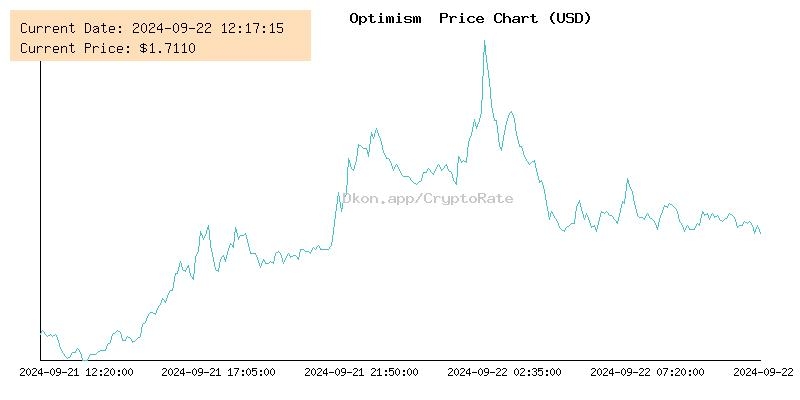 Optimism  Price Chart (USD)
Current Date: 2024-09-22 12:17:15
Current Price: $1.7110
Dkon.app/CryptoRate
2024-09-21 12:20:00 2024-09-21 17:05:00 2024-09-21 21:50:00 2024-09-22 02:35:00 2024-09-22 07:20:00 2024-09-22